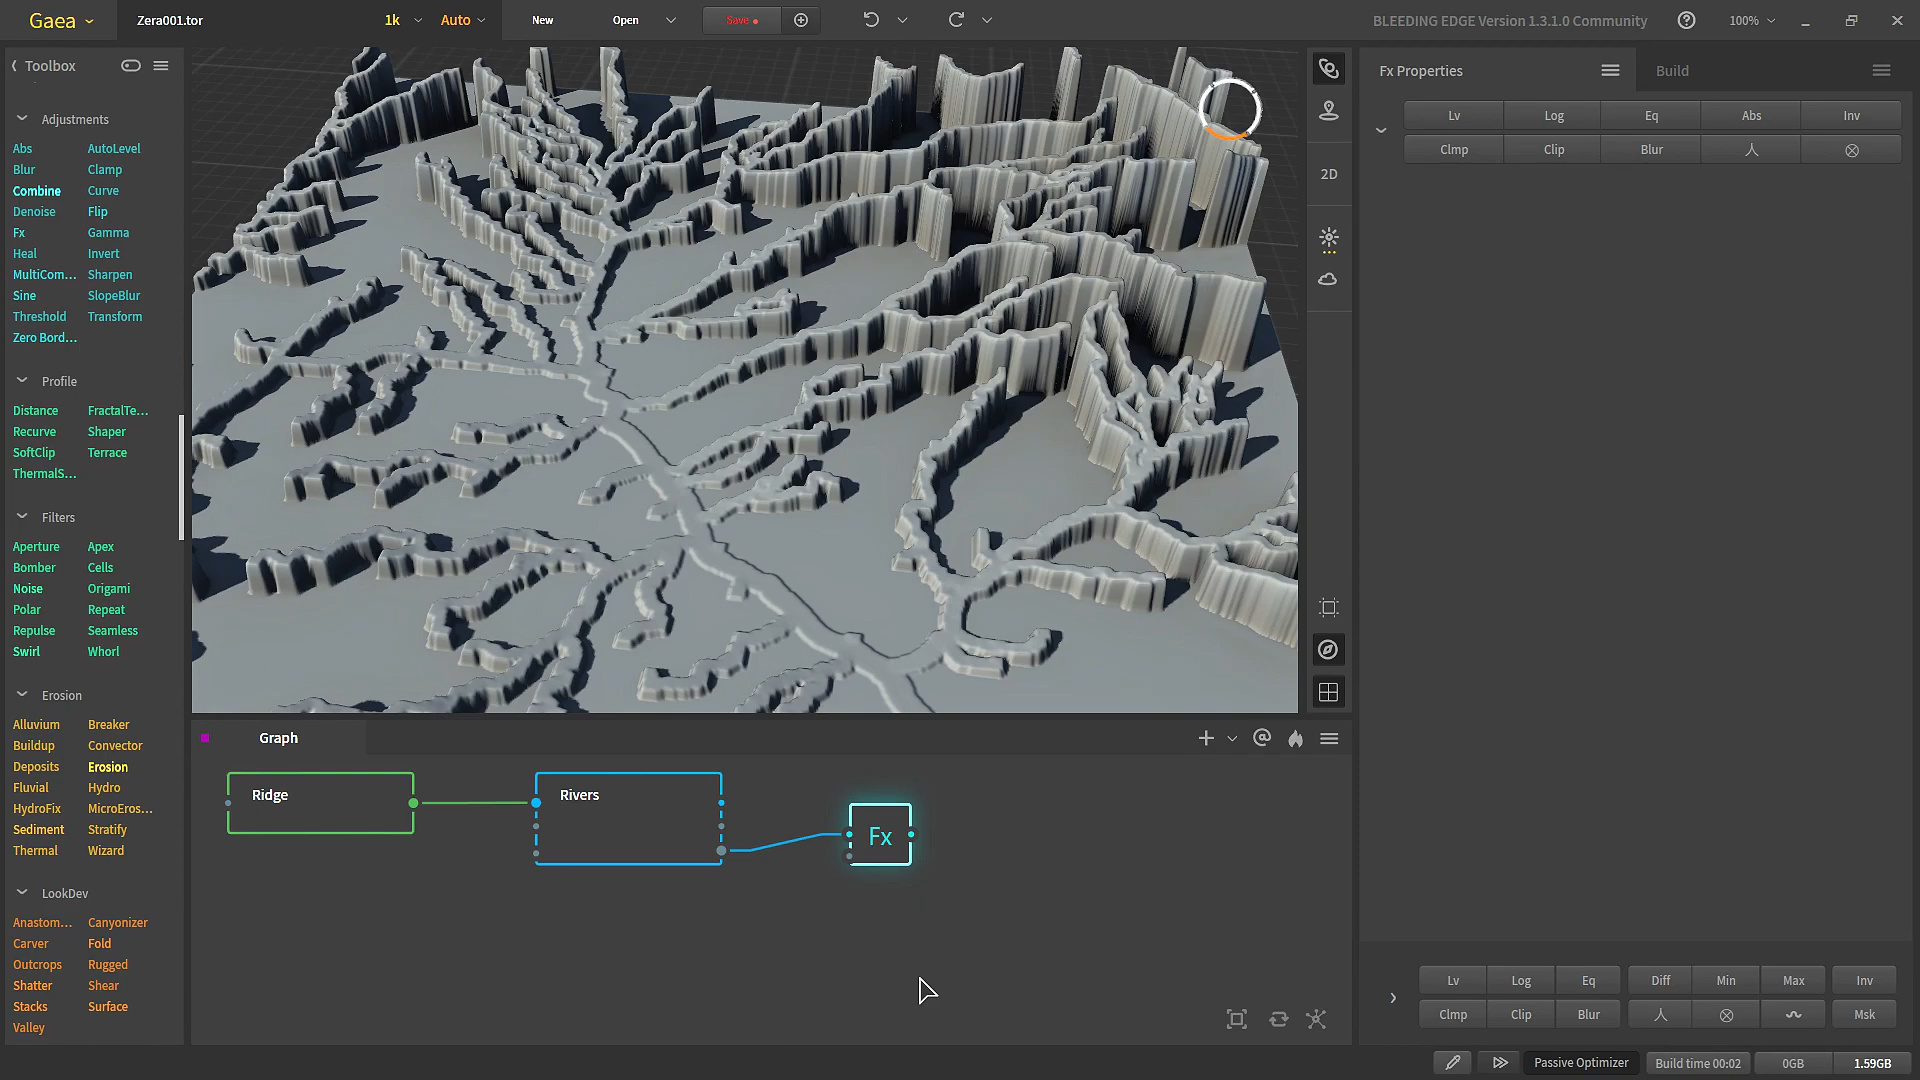 Gaea
Zera001.tor
1k
Auto
New
Open
Save
BLEEDING EDGE Version 1.3.1.0 Community
100%
Toolbox
Adjustments
Abs AutoLevel
Blur Clamp
Combine Curve
Denoise Flip
Fx Gamma
Heal Invert
MultiCom... Sharpen
Sine SlopeBlur
Threshold Transform
Zero Bord...
Profile
Distance FractalTe...
Recurve Shaper
SoftClip Terrace
ThermalS...
Filters
Aperture Apex
Bomber Cells
Noise Origami
Polar Repeat
Repulse Seamless
Swirl Whorl
Erosion
Alluvium Breaker
Buildup Convector
Deposits Erosion
Fluvial Hydro
HydroFix MicroEros...
Sediment Stratify
Thermal Wizard
LookDev
Anastom... Canyonizer
Carver Fold
Outcrops Rugged
Shatter Shear
Stacks Surface
Valley
2D
Graph
Ridge
Rivers
Fx
Fx Properties
Build
Lv Log Eq Abs Inv
Clmp Clip Blur
Lv Log Eq Diff Min Max Inv
Clmp Clip Blur Msk
Passive Optimizer
Build time 00:02
0GB
1.59GB